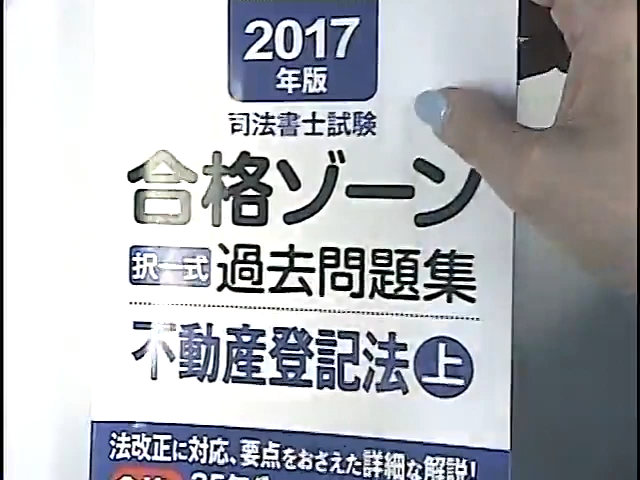 2017
年版
司法書士試験
合格ゾーン
択一式 過去問題集
不動産登記法 上
法改正に対応、要点をおさえた詳細な解説!